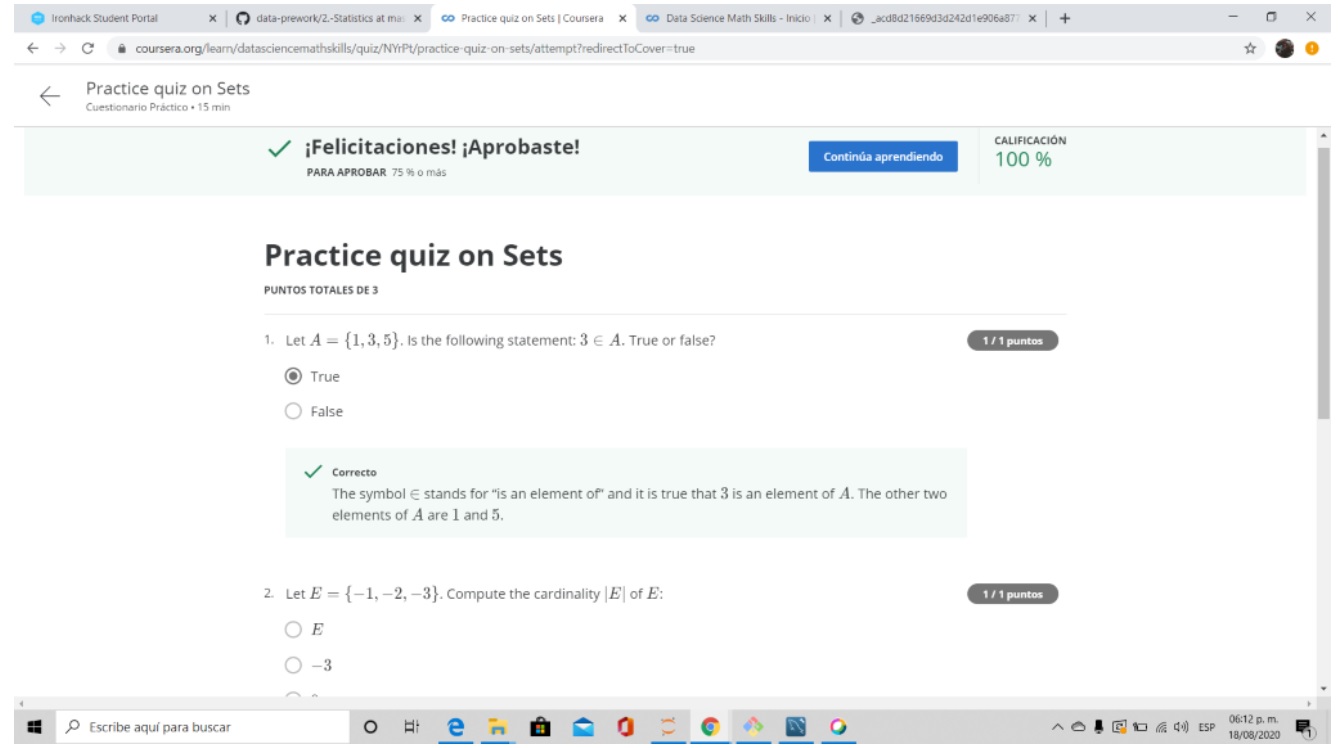 Ironhack Student Portal
data-prework/2.-Statistics at ma
Practice quiz on Sets | Coursera
Data Science Math Skills - Inicio |
_acd8d21669d3d242d1e906a877
coursera.org/learn/datasciencemathskills/quiz/NYrPt/practice-quiz-on-sets/attempt?redirectToCover=true
Practice quiz on Sets
Cuestionario Práctico • 15 min
¡Felicitaciones! ¡Aprobaste!
PARA APROBAR 75 % o más
Continúa aprendiendo
CALIFICACIÓN
100 %
Practice quiz on Sets
PUNTOS TOTALES DE 3
1. Let A = {1, 3, 5}. Is the following statement: 3 ∈ A. True or false?
1 / 1 puntos
True
False
Correcto
The symbol ∈ stands for “is an element of” and it is true that 3 is an element of A. The other two
elements of A are 1 and 5.
2. Let E = {−1, −2, −3}. Compute the cardinality |E| of E:
1 / 1 puntos
E
−3
Escribe aquí para buscar
ESP
06:12 p. m.
18/08/2020